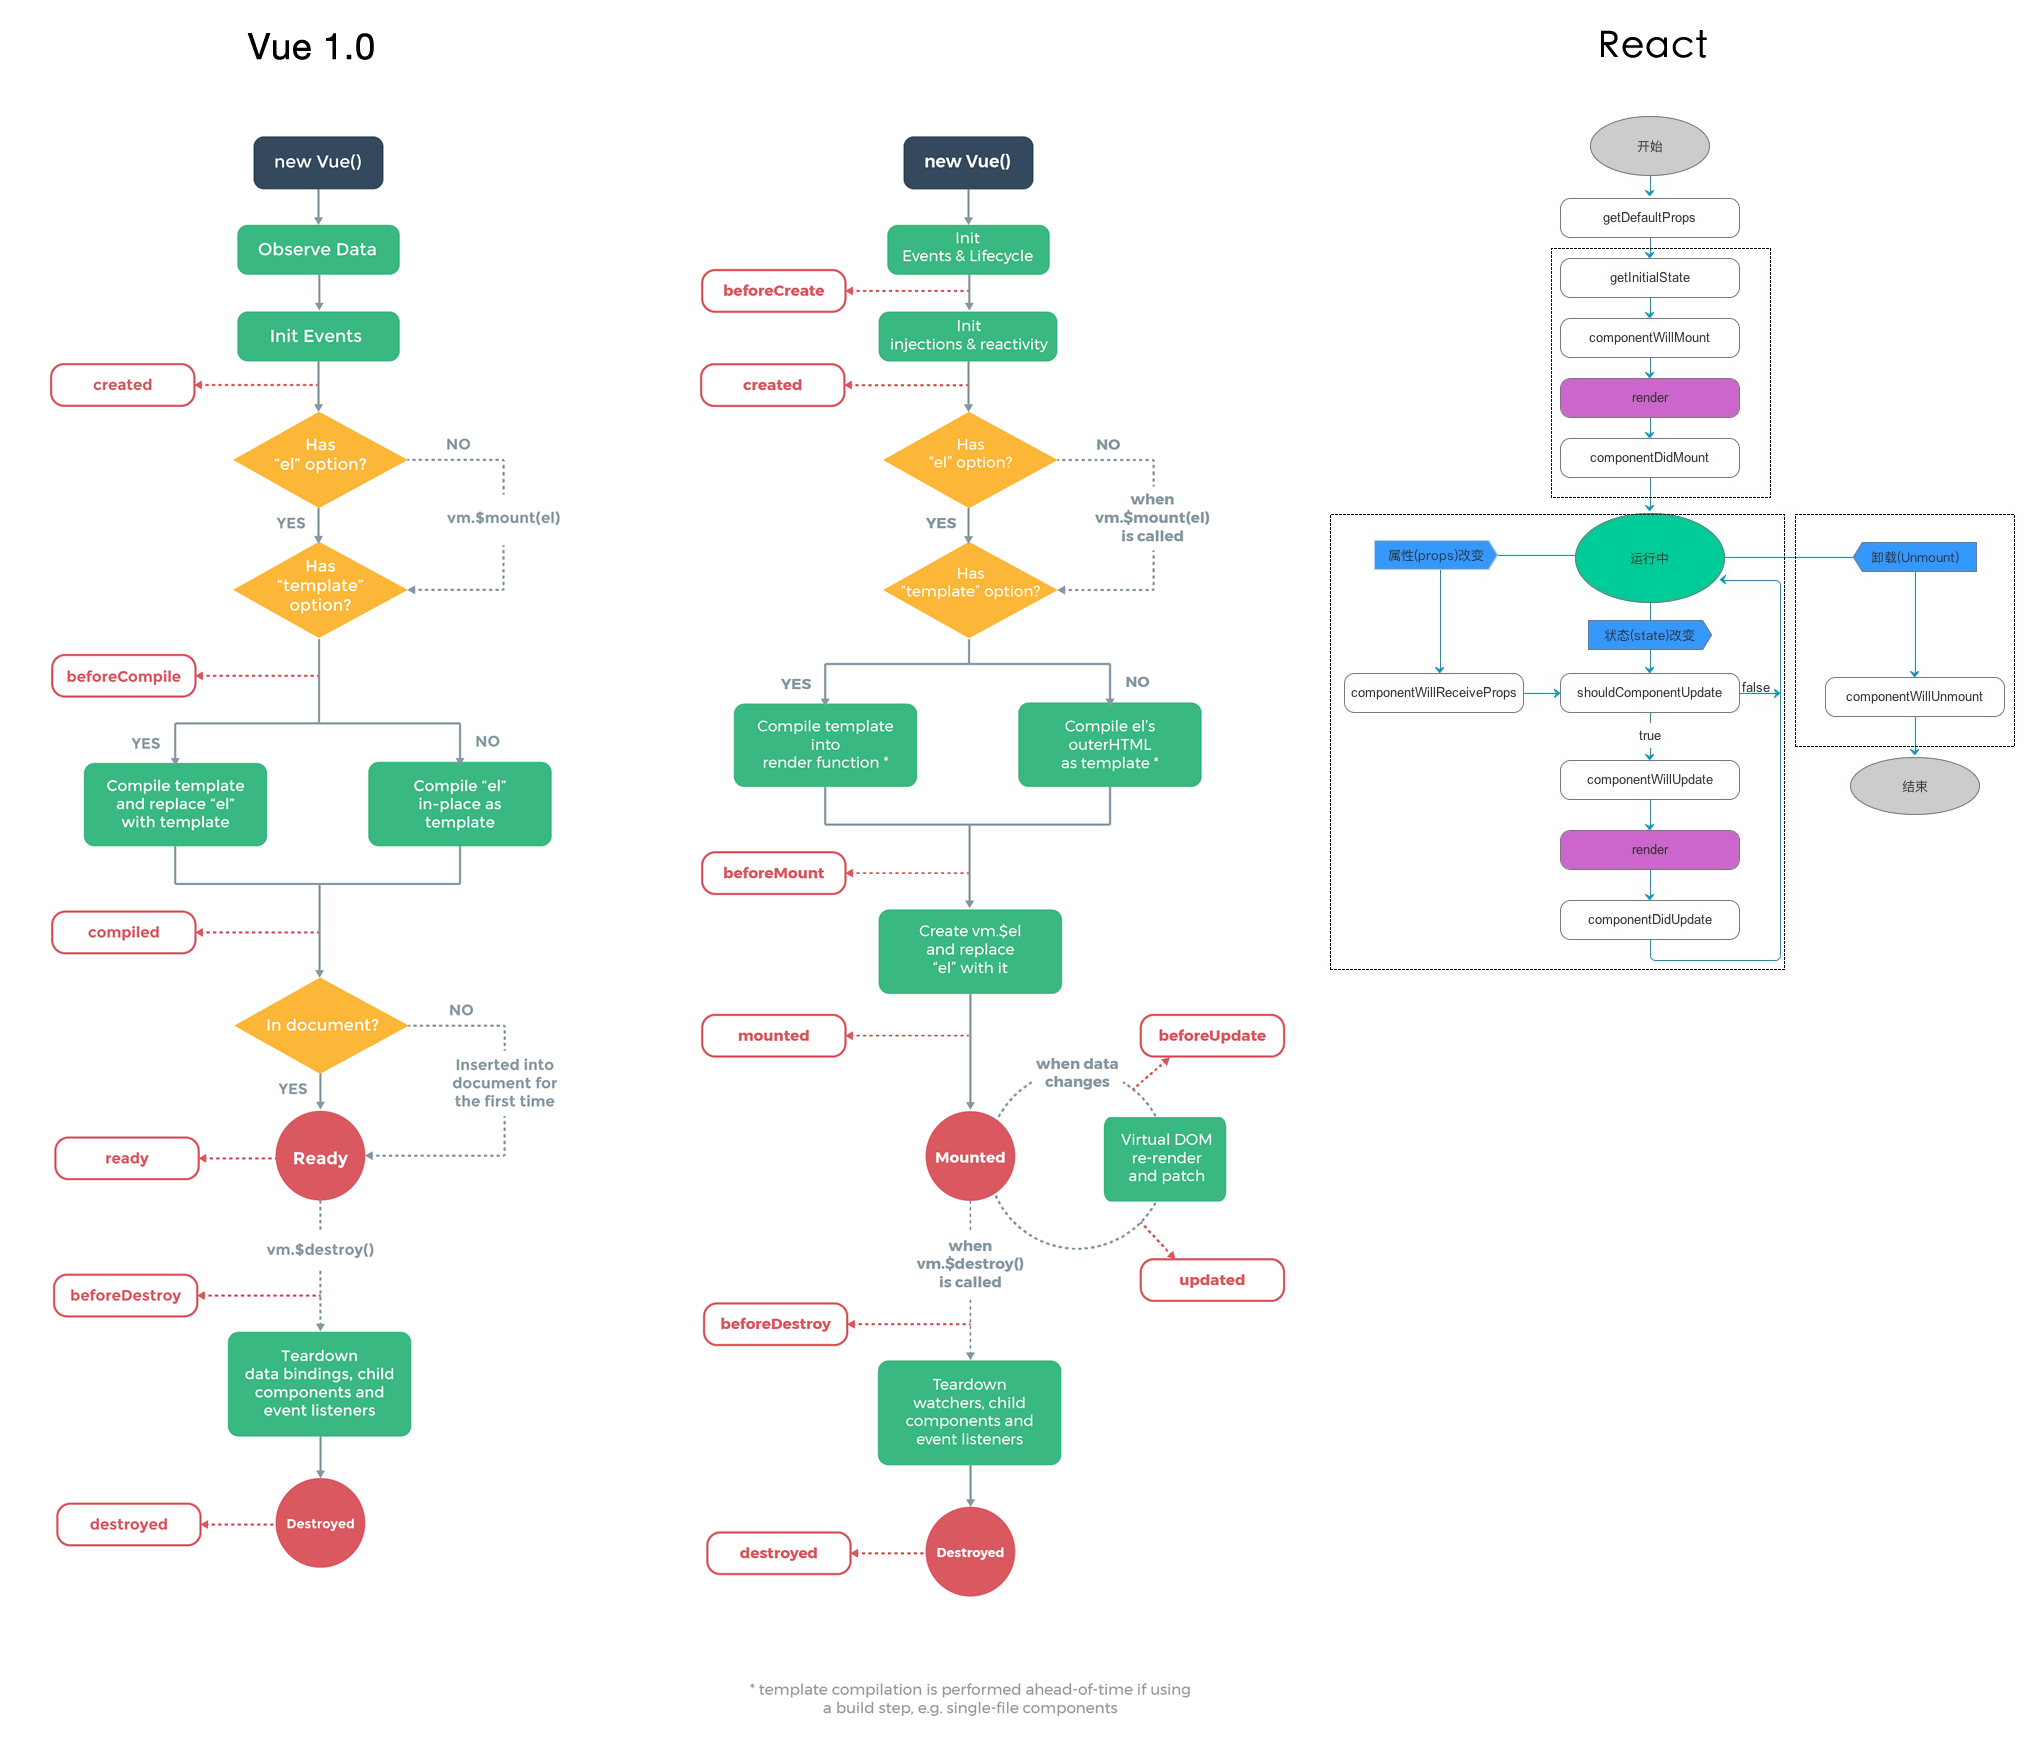 Vue 1.0
new Vue()
Observe Data
Init Events
created
Has
“el” option?
NO
YES
vm.$mount(el)
Has
“template”
option?
beforeCompile
YES
NO
Compile template
and replace “el”
with template
Compile “el”
in-place as
template
compiled
In document?
NO
YES
Inserted into
document for
the first time
ready
Ready
vm.$destroy()
beforeDestroy
Teardown
data bindings, child
components and
event listeners
destroyed
Destroyed
new Vue()
Init
Events & Lifecycle
beforeCreate
Init
injections & reactivity
created
Has
“el” option?
NO
YES
when
vm.$mount(el)
is called
Has
“template” option?
YES
NO
Compile template
into
render function *
Compile el’s
outerHTML
as template *
beforeMount
Create vm.$el
and replace
“el” with it
mounted
beforeUpdate
when data
changes
Mounted
Virtual DOM
re-render
and patch
updated
when
vm.$destroy()
is called
beforeDestroy
Teardown
watchers, child
components and
event listeners
destroyed
Destroyed
* template compilation is performed ahead-of-time if using
a build step, e.g. single-file components
React
开始
getDefaultProps
getInitialState
componentWillMount
render
componentDidMount
属性(props)改变
运行中
卸载(Unmount)
状态(state)改变
componentWillReceiveProps
shouldComponentUpdate
false
componentWillUnmount
true
componentWillUpdate
结束
render
componentDidUpdate